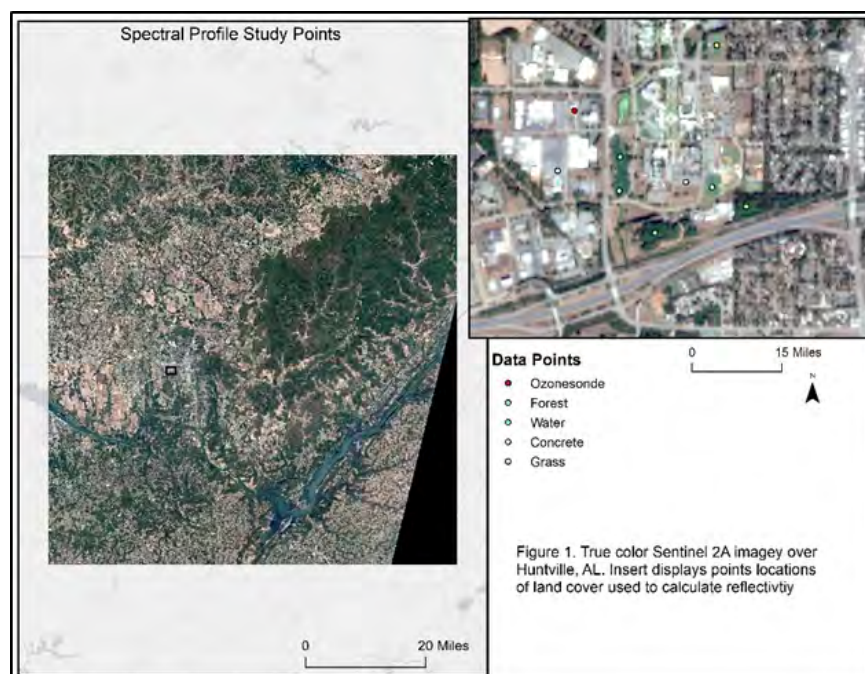 Spectral Profile Study Points
0 15 Miles
N
Data Points
Ozonesonde
Forest
Water
Concrete
Grass
Figure 1. True color Sentinel 2A imagey over
Huntville, AL. Insert displays points locations
of land cover used to calculate reflectivtiy
0 20 Miles